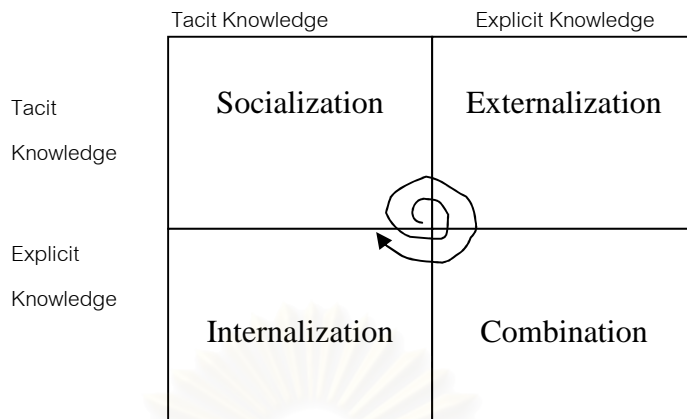 Tacit Knowledge Explicit Knowledge
Tacit
Knowledge
Socialization Externalization
Explicit
Knowledge
Internalization Combination